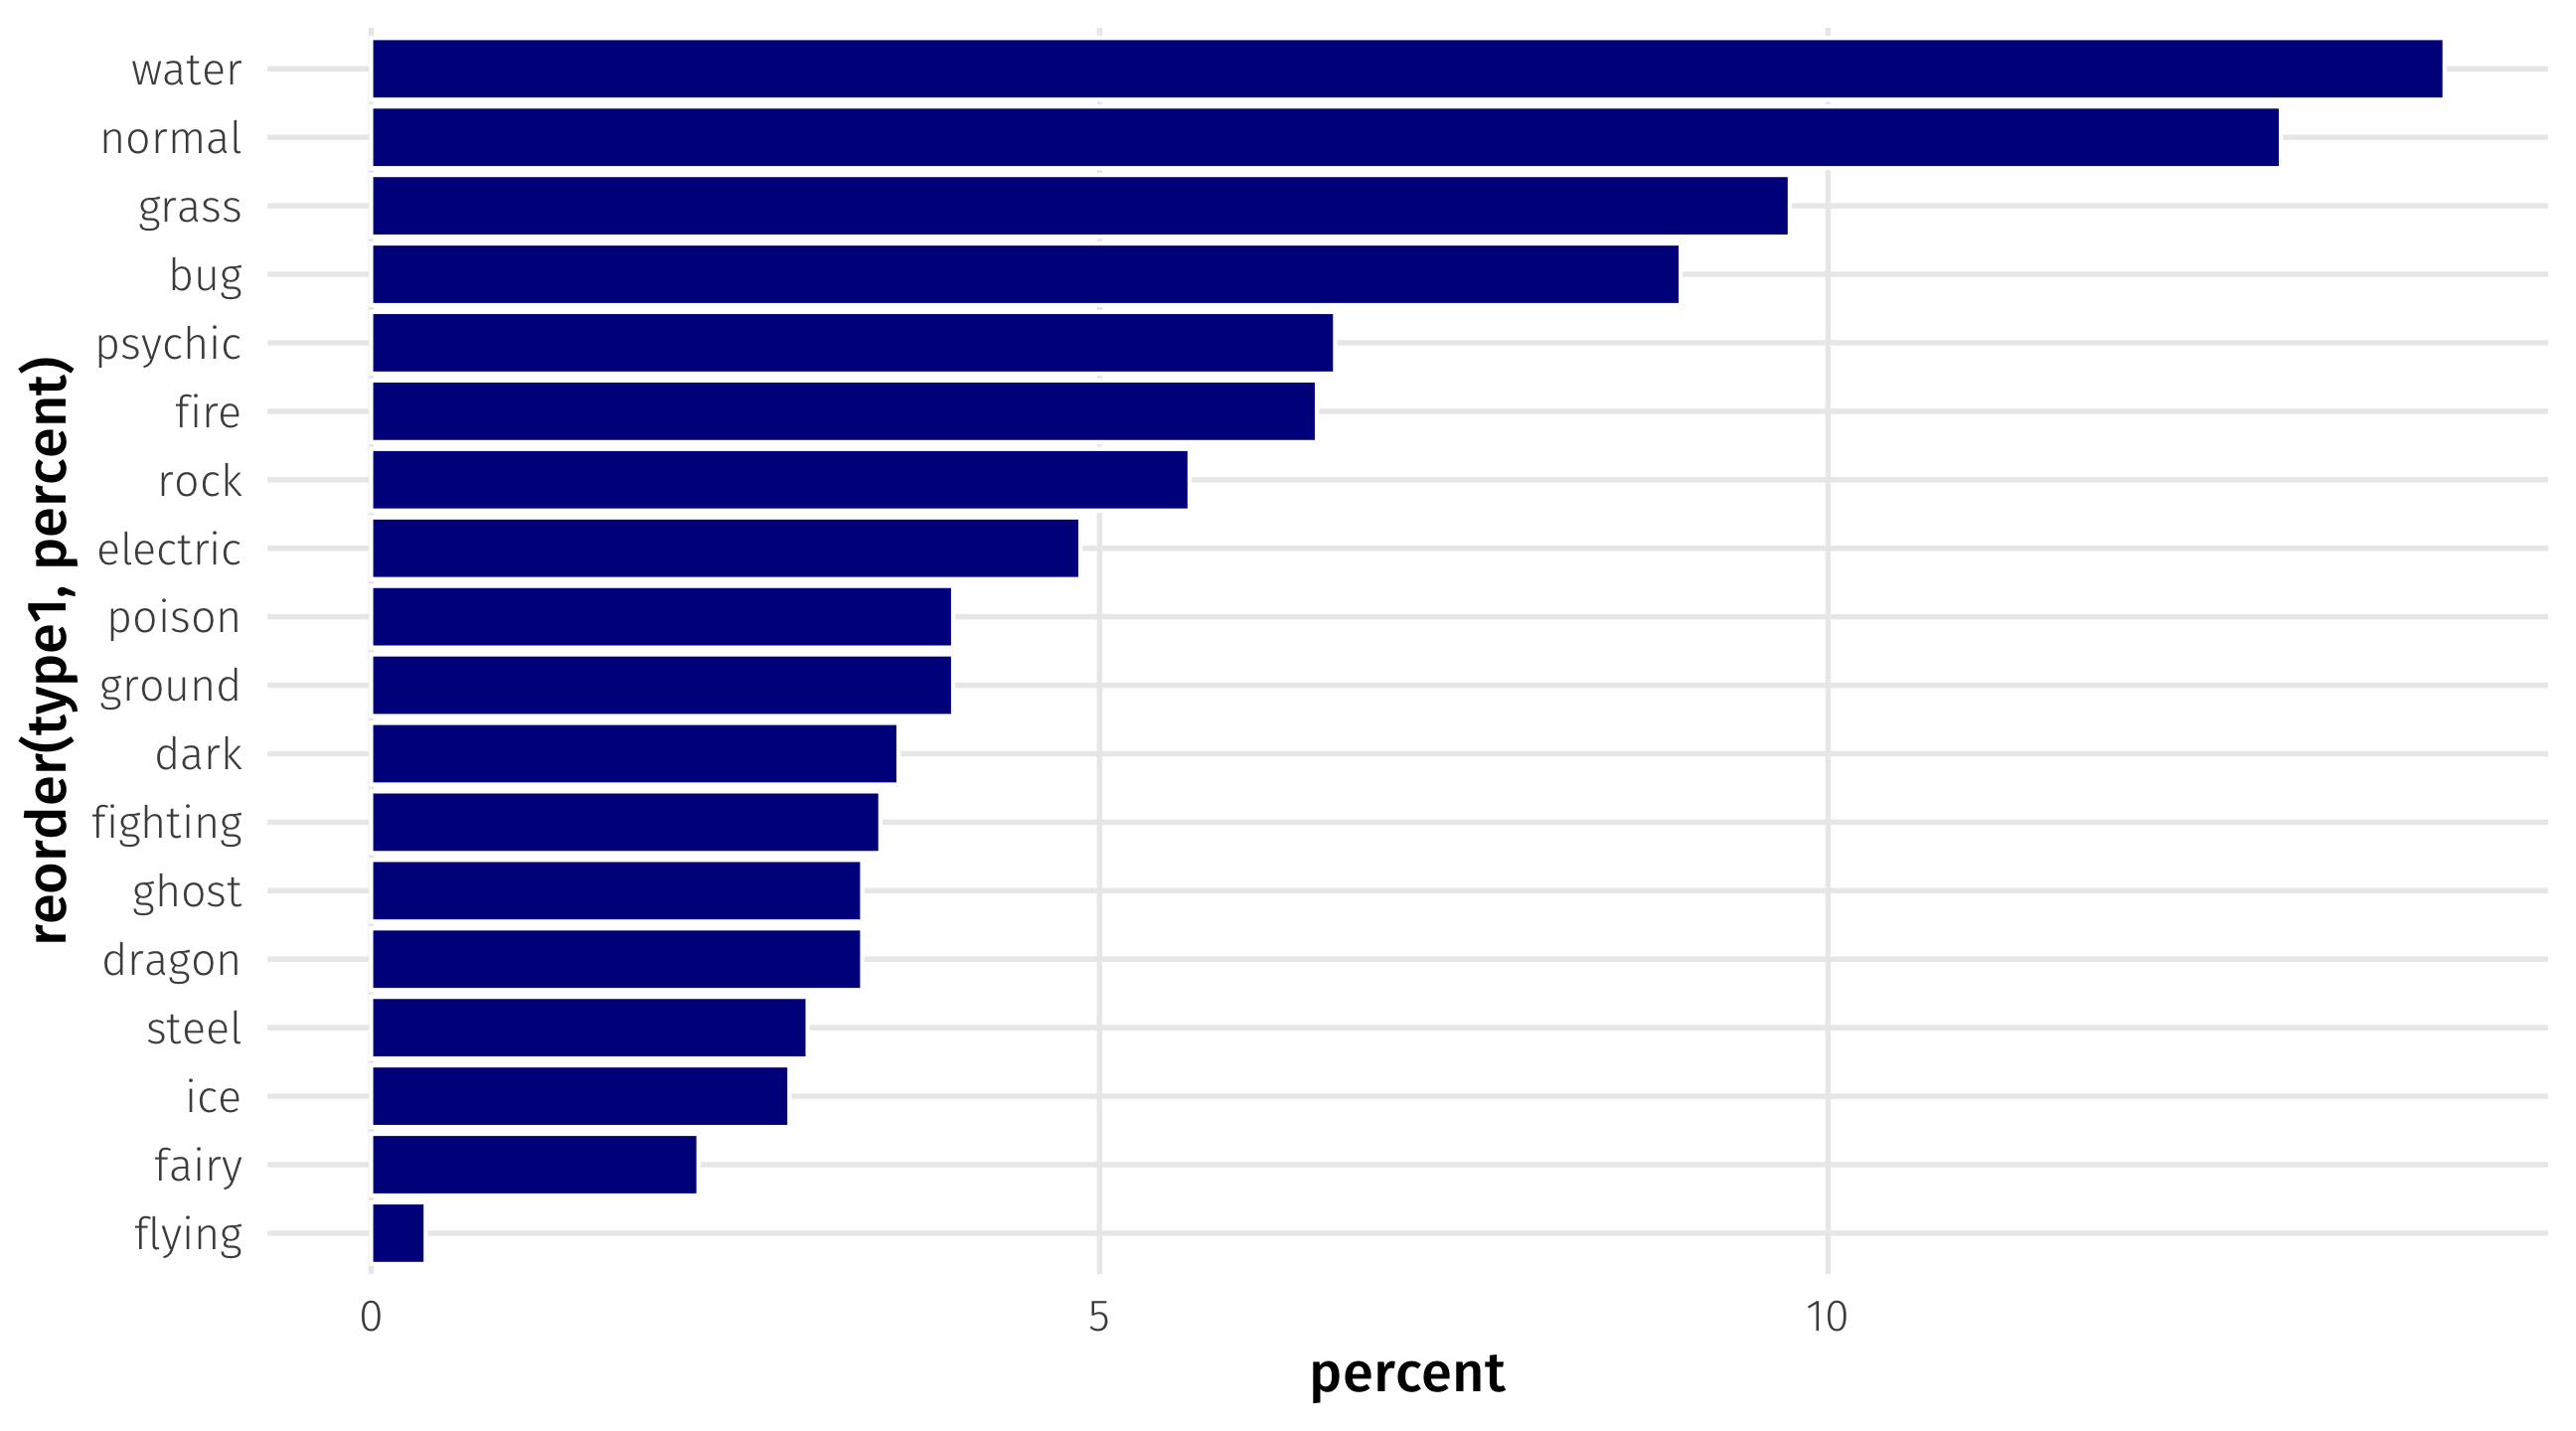 reorder(type1, percent)
water
normal
grass
bug
psychic
fire
rock
electric
poison
ground
dark
fighting
ghost
dragon
steel
ice
fairy
flying
0 5 10
percent